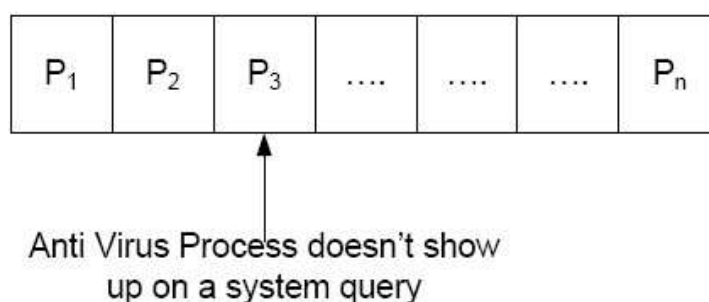 P₁ P₂ P₃ .... .... .... Pₙ
Anti Virus Process doesn't show
up on a system query